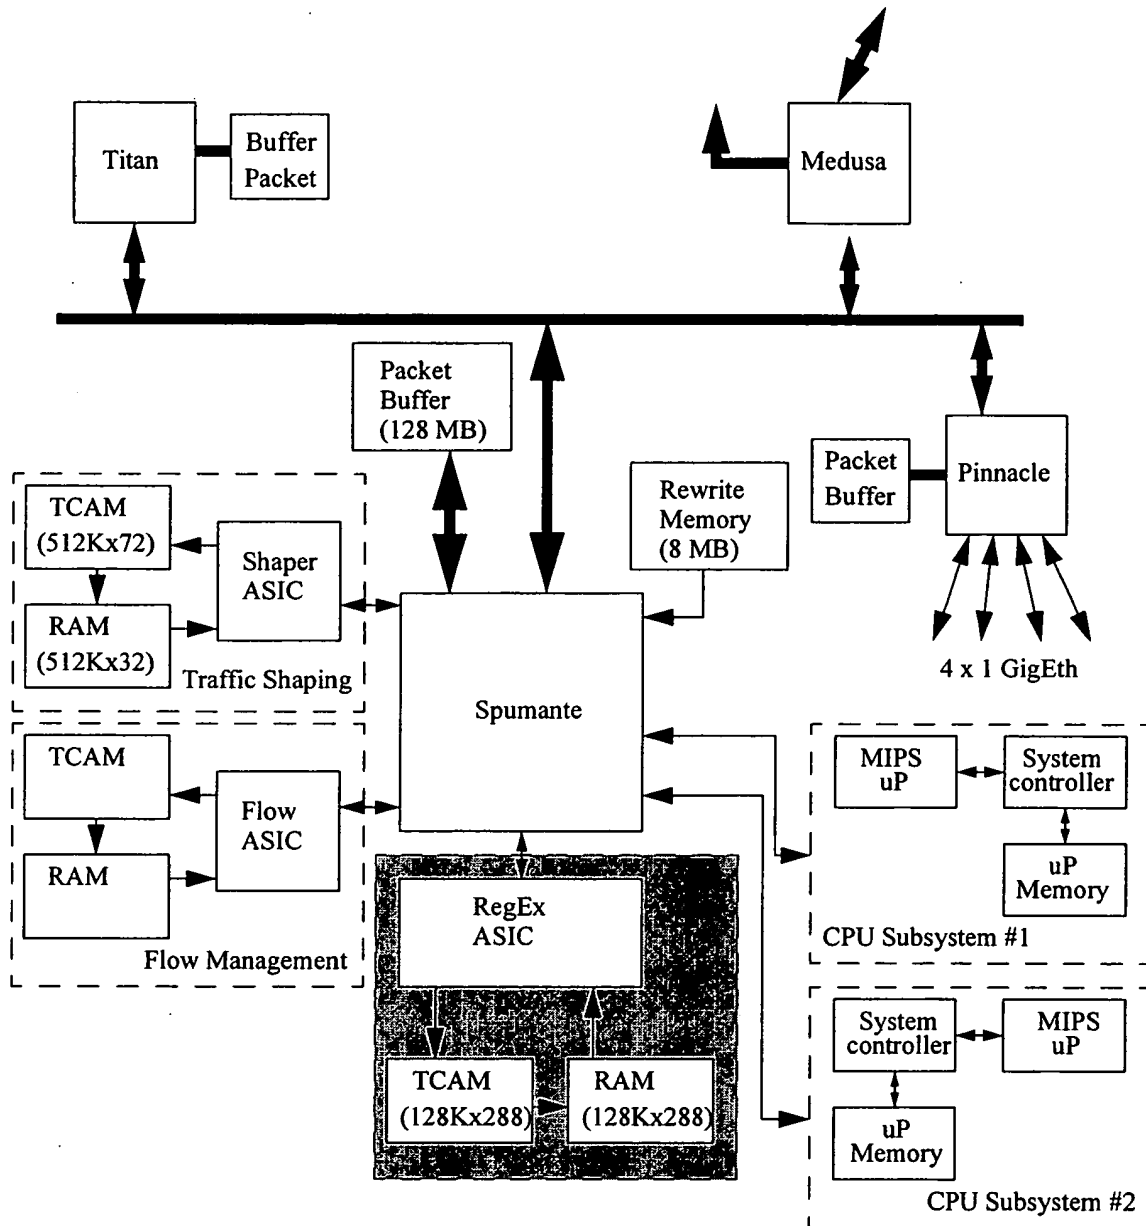 Titan
Buffer
Packet
Medusa
Packet
Buffer
(128 MB)
Packet
Buffer
Pinnacle
4 x 1 GigEth
Rewrite
Memory
(8 MB)
TCAM
(512Kx72)
Shaper
ASIC
RAM
(512Kx32)
Traffic Shaping
Spumante
TCAM
Flow
ASIC
RAM
Flow Management
MIPS
uP
System
controller
uP
Memory
CPU Subsystem #1
RegEx
ASIC
TCAM
(128Kx288)
RAM
(128Kx288)
System
controller
MIPS
uP
uP
Memory
CPU Subsystem #2